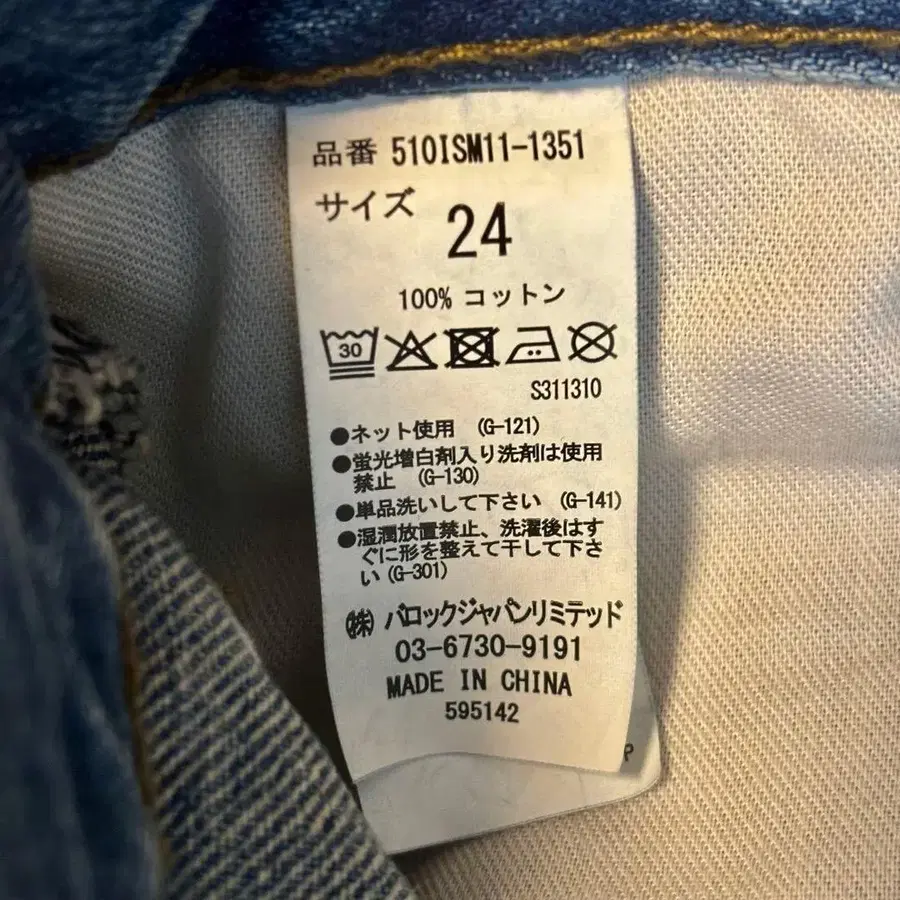 品番 510ISM11-1351
サイズ 24
100% コットン
30
S311310
●ネット使用 (G-121)
●蛍光増白剤入り洗剤は使用
禁止 (G-130)
●単品洗いして下さい (G-141)
●湿潤放置禁止、洗濯後はす
ぐに形を整えて干して下さ
い (G-301)
㈱ バロックジャパンリミテッド
03-6730-9191
MADE IN CHINA
595142
P